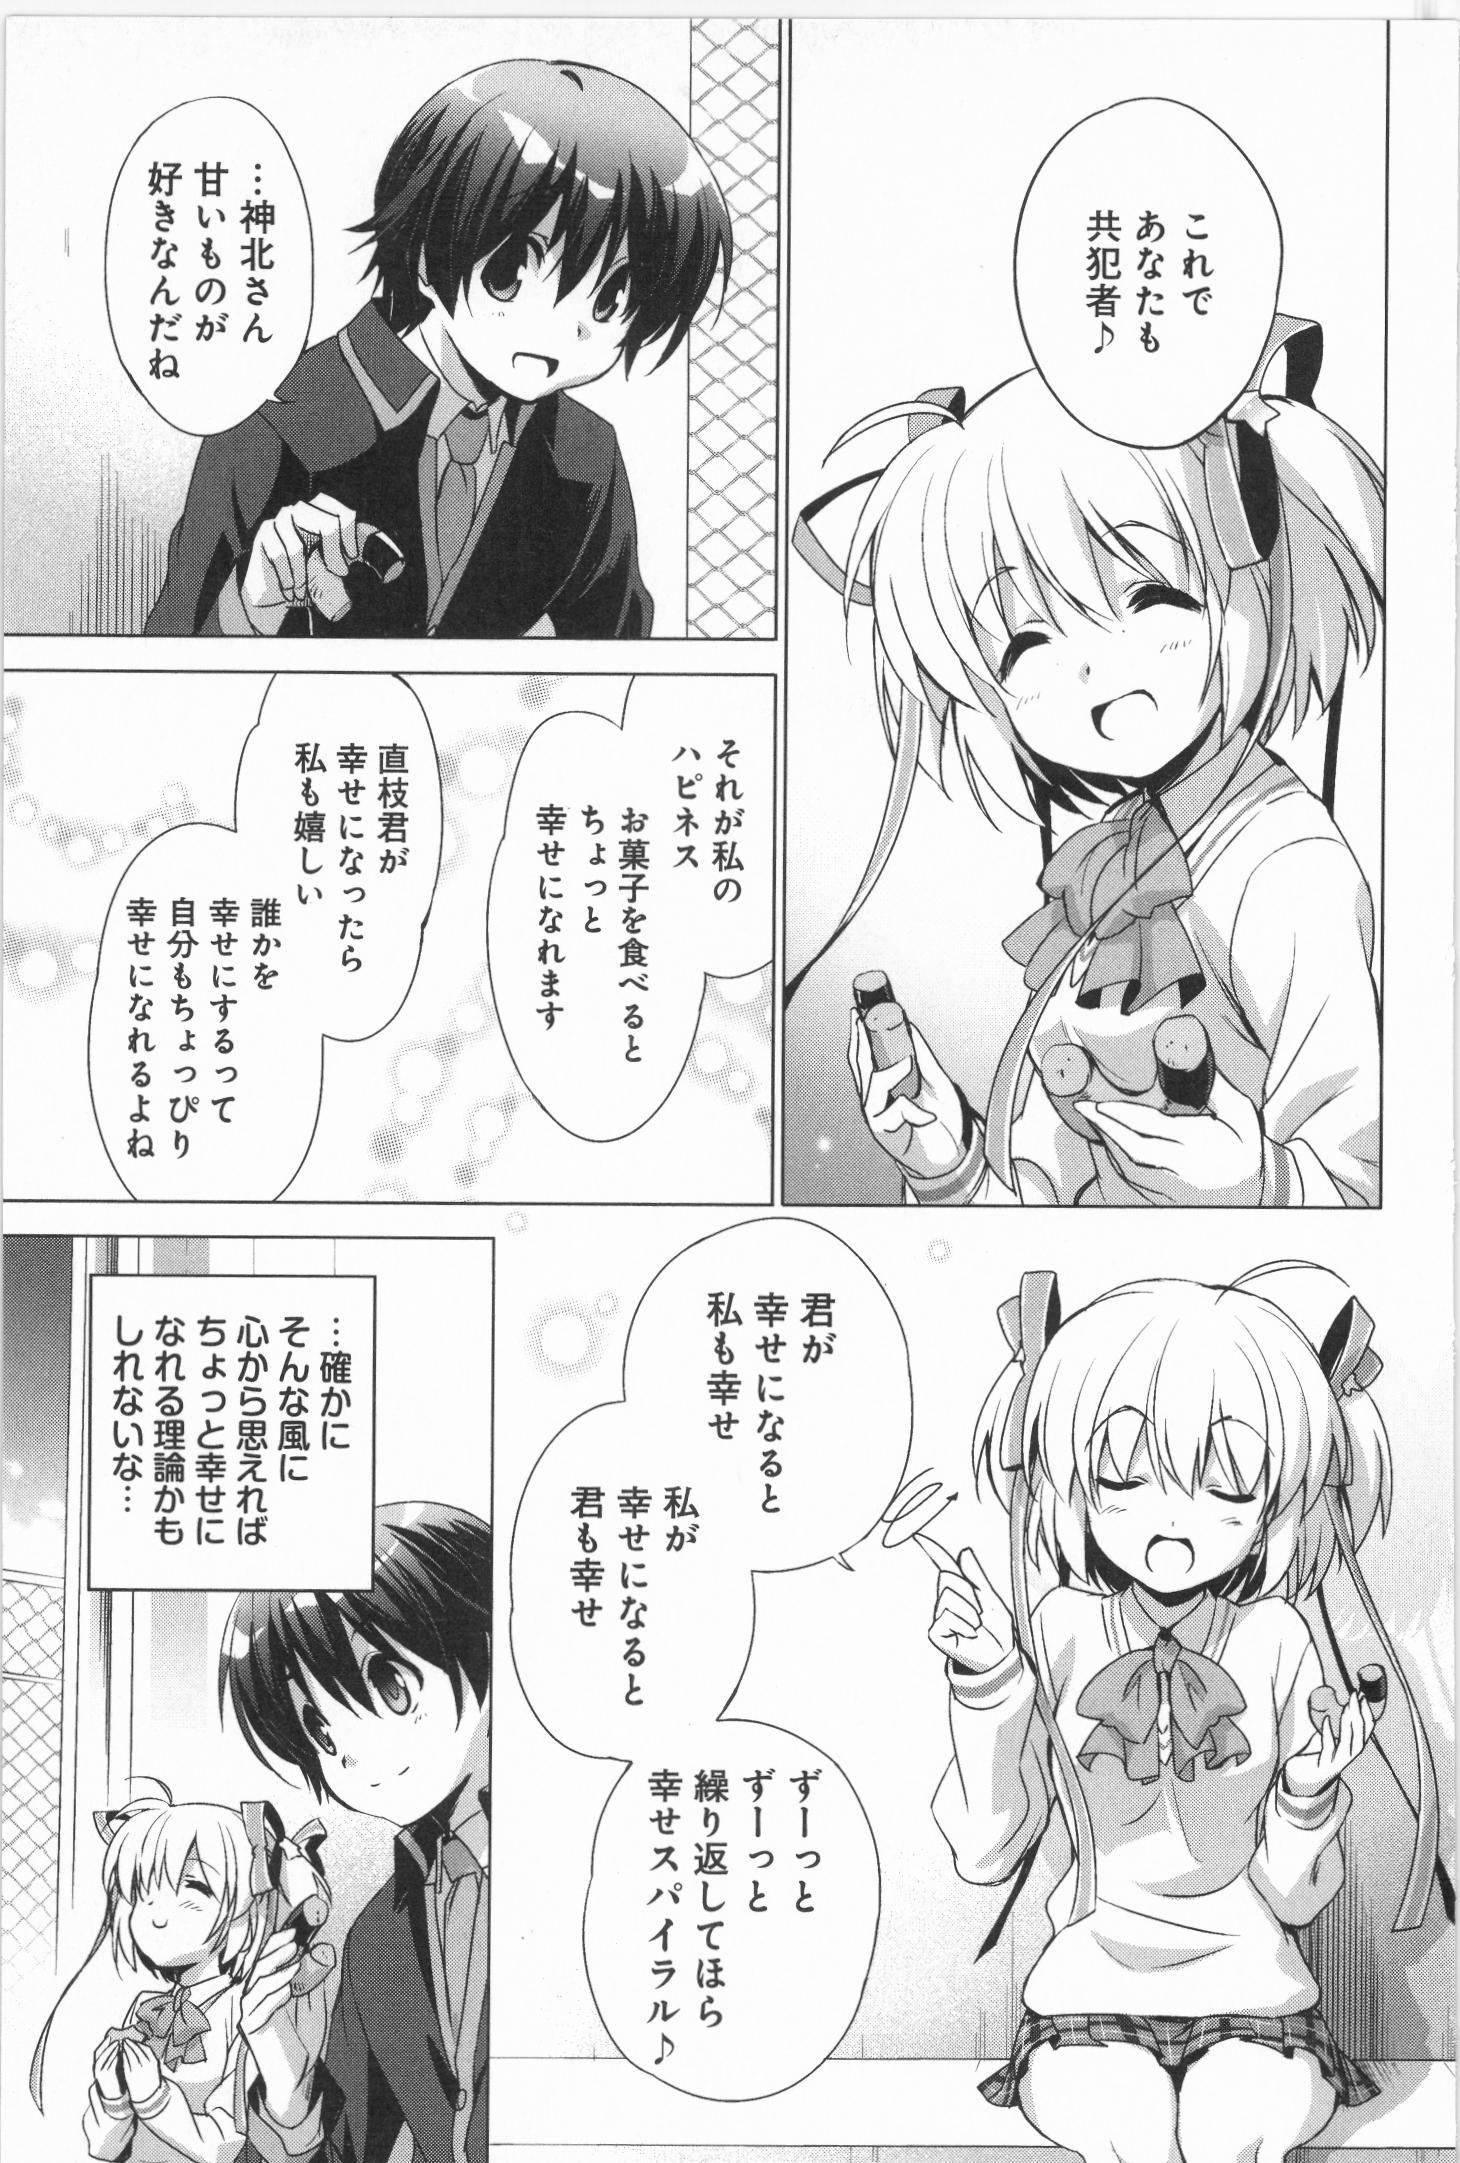 これで
あなたも
共犯者♪
…神北さん
甘いものが
好きなんだね
それが私の
ハピネス
お菓子を食べると
ちょっと
幸せになれます
直枝君が
幸せになったら
私も嬉しい
誰かを
幸せにするって
自分もちょっぴり
幸せになれるよね
君が
幸せになると
私も幸せ
私が
幸せになると
君も幸せ
ずーっと
ずーっと
繰り返してほら
幸せスパイラル♪
…確かに
そんな風に
心から思えれば
ちょっと幸せに
なれる理論かも
しれないな…